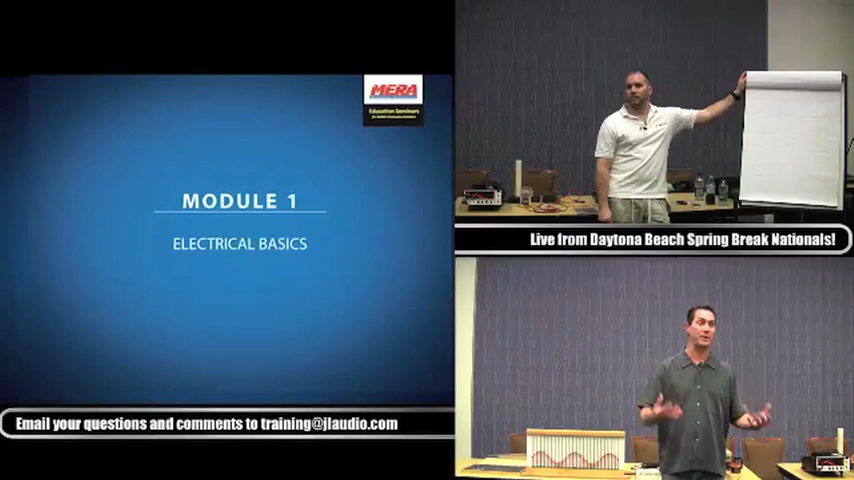 MERA
Education Seminars
MODULE 1
ELECTRICAL BASICS
Email your questions and comments to training@jlaudio.com
Live from Daytona Beach Spring Break Nationals!